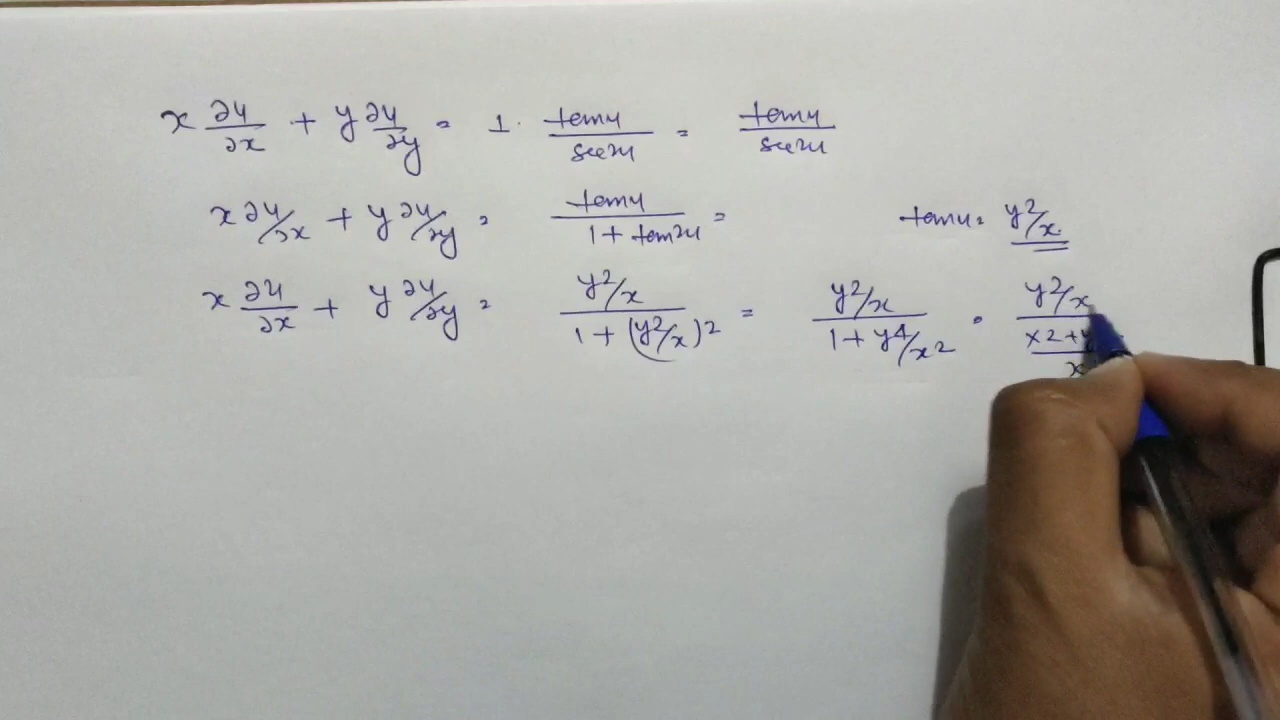 x ∂u/∂x + y ∂u/∂y = 1. tanu/sec²u = tanu/sec²u
x ∂u/∂x + y ∂u/∂y = tanu/1 + tan²u = tanu = y²/x
x ∂u/∂x + y ∂u/∂y = y²/x/1 + (y²/x)² = y²/x/1 + y⁴/x² = y²/x/x² + y